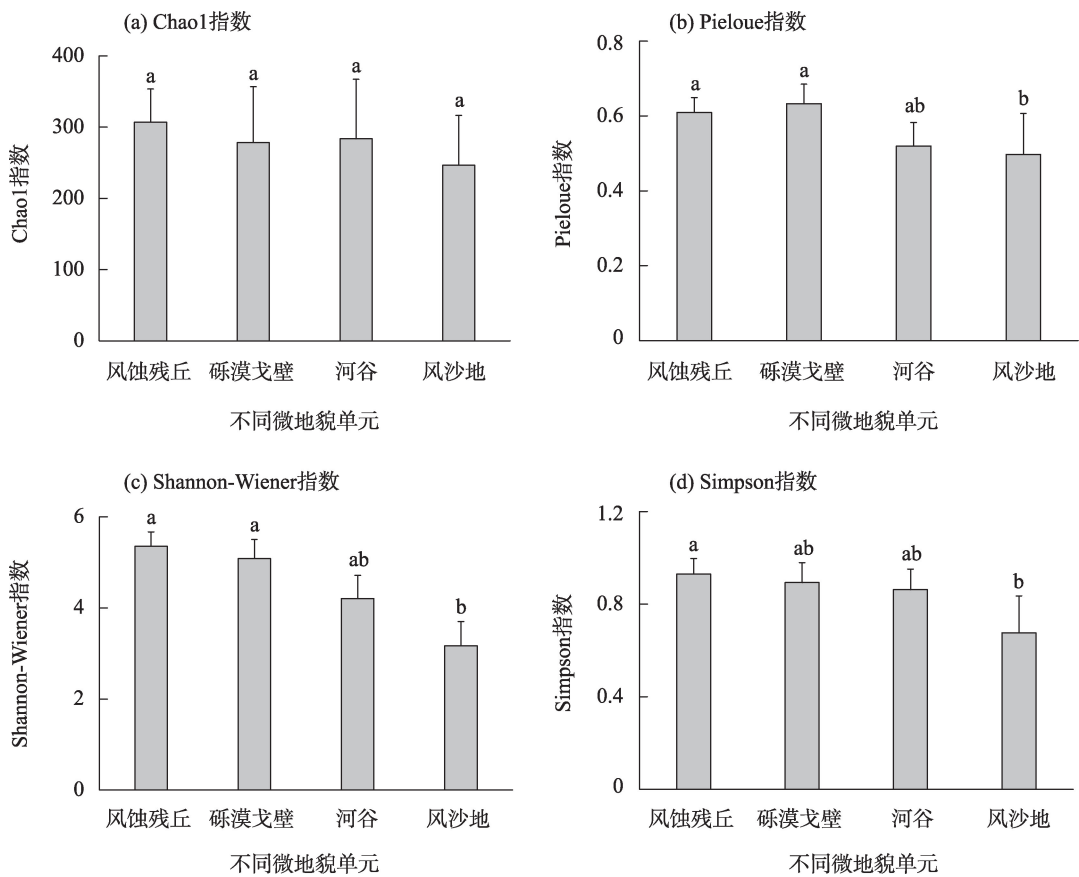 (a) Chao1指数
400
300
200
100
0
Chao1指数
a a a a
风蚀残丘 砾漠戈壁 河谷 风沙地
不同微地貌单元
(b) Pieloue指数
0.8
0.6
0.4
0.2
0
Pieloue指数
a a ab b
风蚀残丘 砾漠戈壁 河谷 风沙地
不同微地貌单元
(c) Shannon-Wiener指数
6
4
2
0
Shannon-Wiener指数
a a ab b
风蚀残丘 砾漠戈壁 河谷 风沙地
不同微地貌单元
(d) Simpson指数
1.2
0.8
0.4
0
Simpson指数
a ab ab b
风蚀残丘 砾漠戈壁 河谷 风沙地
不同微地貌单元